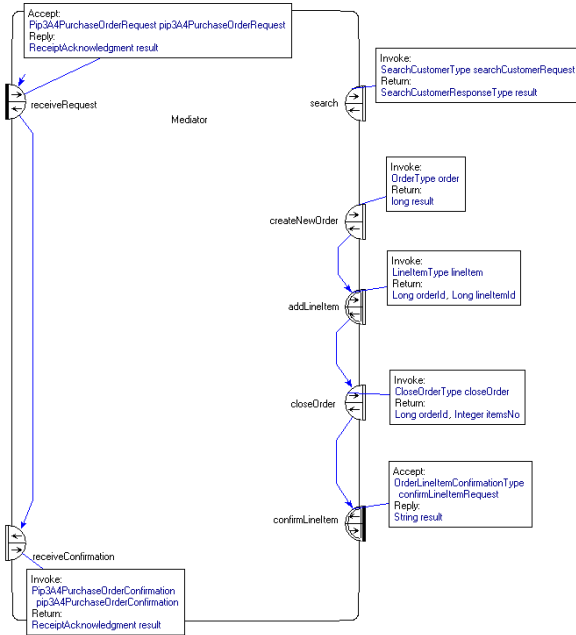 Accept:
Pip3A4PurchaseOrderRequest pip3A4PurchaseOrderRequest
Reply:
ReceiptAcknowledgment result
receiveRequest
Mediator
search
Invoke:
SearchCustomerType searchCustomerRequest
Return:
SearchCustomerResponseType result
createNewOrder
Invoke:
OrderType order
Return:
long result
addLineItem
Invoke:
LineItemType lineItem
Return:
Long orderId, Long lineItemId
closeOrder
Invoke:
CloseOrderType closeOrder
Return:
Long orderId, Integer itemsNo
confirmLineItem
Accept:
OrderLineItemConfirmationType
confirmLineItemRequest
Reply:
String result
receiveConfirmation
Invoke:
Pip3A4PurchaseOrderConfirmation
pip3A4PurchaseOrderConfirmation
Return:
ReceiptAcknowledgment result